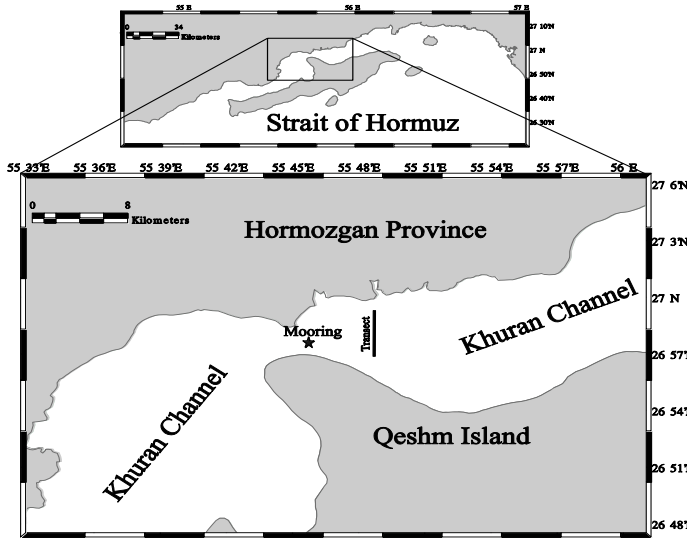 55 E 56 E 57 E
0 34
Kilometers
27 10'N
27 N
26 50'N
26 40'N
26 30'N
Strait of Hormuz
55 33'E 55 36'E 55 39'E 55 42'E 55 45'E 55 48'E 55 51'E 55 54'E 55 57'E 56 E
27 6'N
0 8
Kilometers
Hormozgan Province
27 3'N
27 N
Khuran Channel
Mooring
Transect
26 57'N
Khuran Channel
26 54'N
Qeshm Island
26 51'N
26 48'N